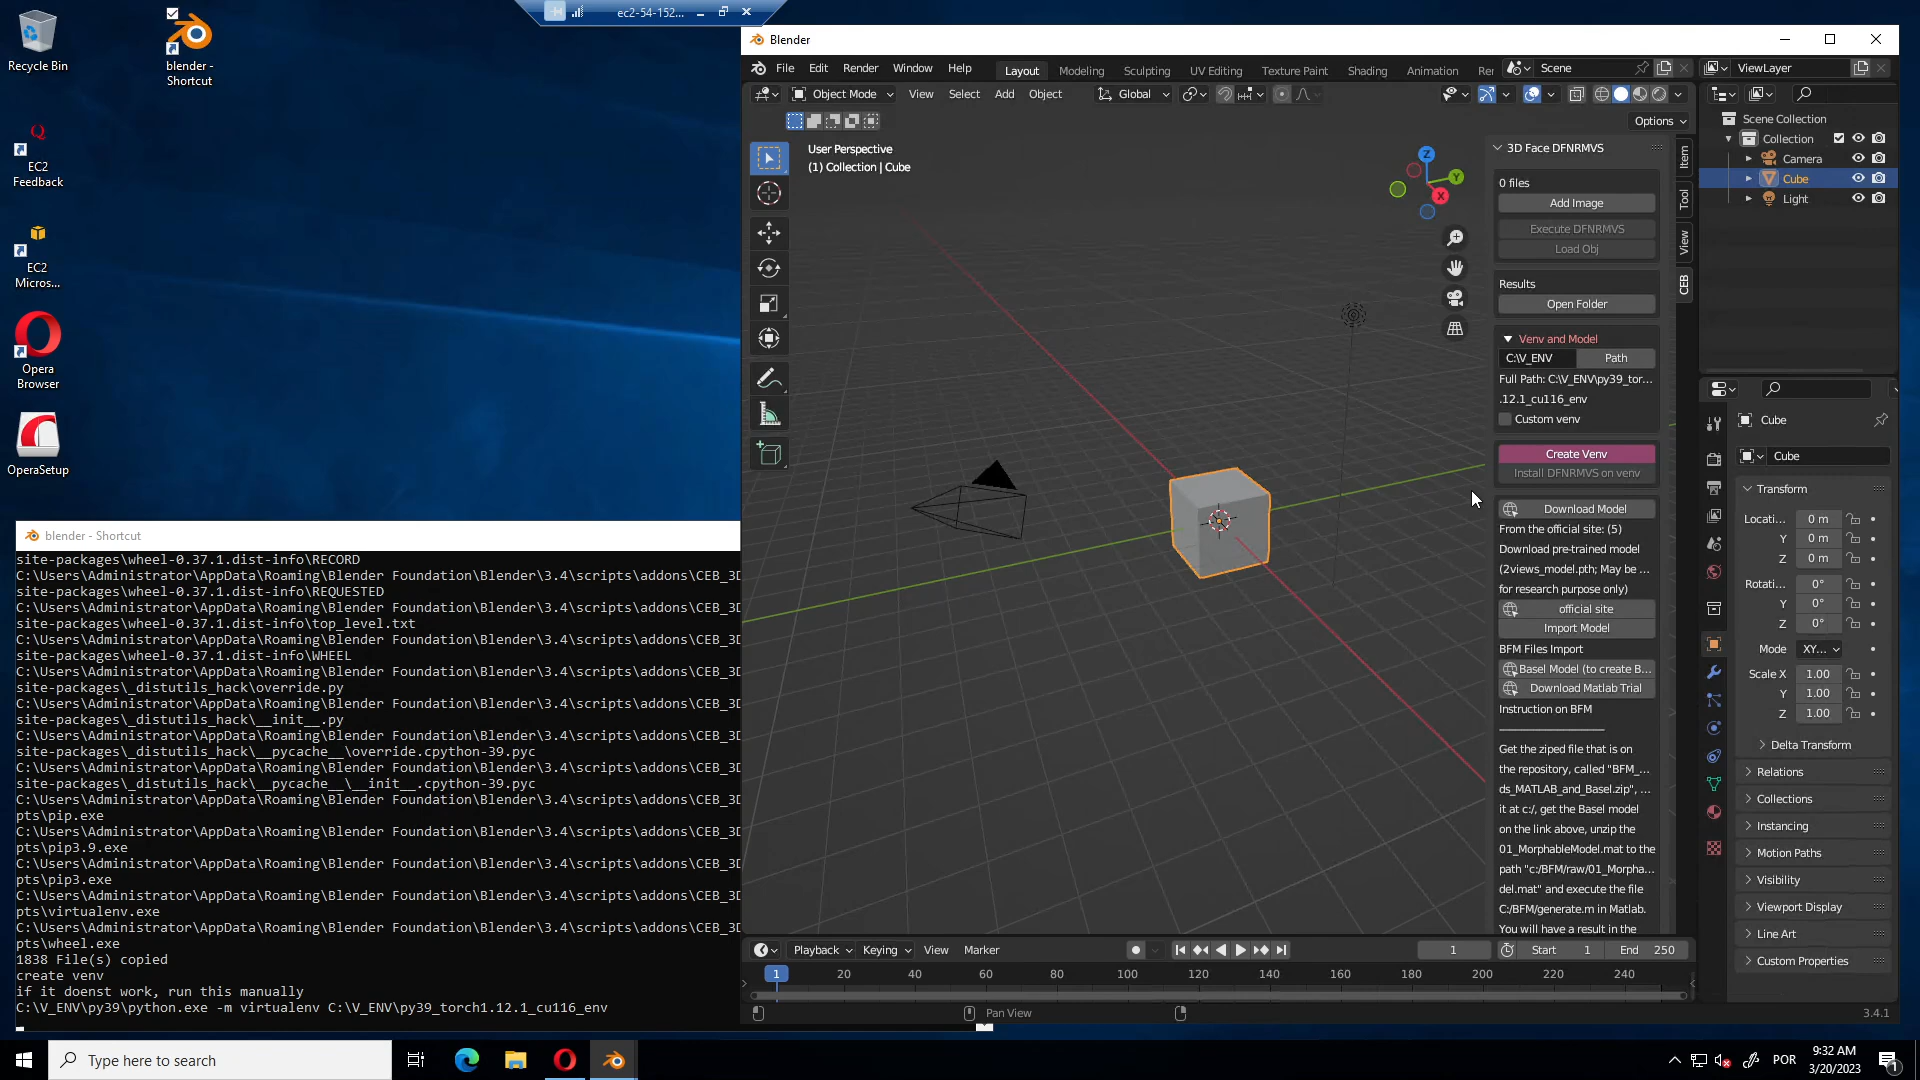 ec2-54-152...
Recycle Bin
blender -
Shortcut
EC2
Feedback
EC2
Micros...
Opera
Browser
OperaSetup
Blender
File Edit Render Window Help
Layout Modeling Sculpting UV Editing Texture Paint Shading Animation Rer
Scene
ViewLayer
Object Mode View Select Add Object Global
Options
User Perspective
(1) Collection | Cube
Z
Y
X
3D Face DFNRMVS
0 files
Add Image
Execute DFNRMVS
Load Obj
Results
Open Folder
Venv and Model
C:\V_ENV Path
Full Path: C:\V_ENV\py39_tor...
.12.1_cu116_env
Custom venv
Create Venv
Install DFNRMVS on venv
Download Model
From the official site: (5)
Download pre-trained model
(2views_model.pth; May be ...
for research purpose only)
official site
Import Model
BFM Files Import
Basel Model (to create B...
Download Matlab Trial
Instruction on BFM
Get the ziped file that is on
the repository, called "BFM_...
ds_MATLAB_and_Basel.zip", ...
it at c:/, get the Basel model
on the link above, unzip the
01_MorphableModel.mat to the
path "c:/BFM/raw/01_Morpha...
del.mat" and execute the file
C:/BFM/generate.m in Matlab.
You will have a result in the
Item
Tool
View
CEB
Scene Collection
Collection
Camera
Cube
Light
Cube
Cube
Transform
Locati... 0 m
Y 0 m
Z 0 m
Rotati... 0°
Y 0°
Z 0°
Mode XY...
Scale X 1.00
Y 1.00
Z 1.00
Delta Transform
Relations
Collections
Instancing
Motion Paths
Visibility
Viewport Display
Line Art
Custom Properties
blender - Shortcut
site-packages\wheel-0.37.1.dist-info\RECORD
C:\Users\Administrator\AppData\Roaming\Blender Foundation\Blender\3.4\scripts\addons\CEB_3D
site-packages\wheel-0.37.1.dist-info\REQUESTED
C:\Users\Administrator\AppData\Roaming\Blender Foundation\Blender\3.4\scripts\addons\CEB_3D
site-packages\wheel-0.37.1.dist-info\top_level.txt
C:\Users\Administrator\AppData\Roaming\Blender Foundation\Blender\3.4\scripts\addons\CEB_3D
site-packages\wheel-0.37.1.dist-info\WHEEL
C:\Users\Administrator\AppData\Roaming\Blender Foundation\Blender\3.4\scripts\addons\CEB_3D
site-packages\_distutils_hack\override.py
C:\Users\Administrator\AppData\Roaming\Blender Foundation\Blender\3.4\scripts\addons\CEB_3D
site-packages\_distutils_hack\__init__.py
C:\Users\Administrator\AppData\Roaming\Blender Foundation\Blender\3.4\scripts\addons\CEB_3D
site-packages\_distutils_hack\__pycache__\override.cpython-39.pyc
C:\Users\Administrator\AppData\Roaming\Blender Foundation\Blender\3.4\scripts\addons\CEB_3D
site-packages\_distutils_hack\__pycache__\__init__.cpython-39.pyc
C:\Users\Administrator\AppData\Roaming\Blender Foundation\Blender\3.4\scripts\addons\CEB_3D
pts\pip.exe
C:\Users\Administrator\AppData\Roaming\Blender Foundation\Blender\3.4\scripts\addons\CEB_3D
pts\pip3.9.exe
C:\Users\Administrator\AppData\Roaming\Blender Foundation\Blender\3.4\scripts\addons\CEB_3D
pts\pip3.exe
C:\Users\Administrator\AppData\Roaming\Blender Foundation\Blender\3.4\scripts\addons\CEB_3D
pts\virtualenv.exe
C:\Users\Administrator\AppData\Roaming\Blender Foundation\Blender\3.4\scripts\addons\CEB_3D
pts\wheel.exe
1838 File(s) copied
create venv
if it doenst work, run this manually
C:\V_ENV\py39\python.exe -m virtualenv C:\V_ENV\py39_torch1.12.1_cu116_env
Playback Keying View Marker
1 Start 1 End 250
1 20 40 60 80 100 120 140 160 180 200 220 240
Pan View
3.4.1
Type here to search
POR
9:32 AM
3/20/2023
1